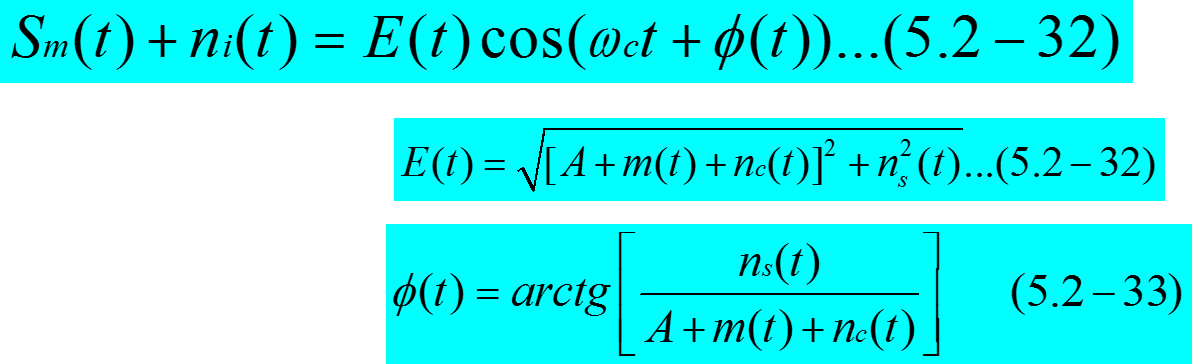 Sm(t) + ni(t) = E(t)cos(ωct + ϕ(t))...(5.2 − 32)
E(t) = √[A + m(t) + nc(t)]² + nₛ²(t)...(5.2 − 32)
ϕ(t) = arctg[ns(t) / A + m(t) + nc(t)] (5.2 − 33)